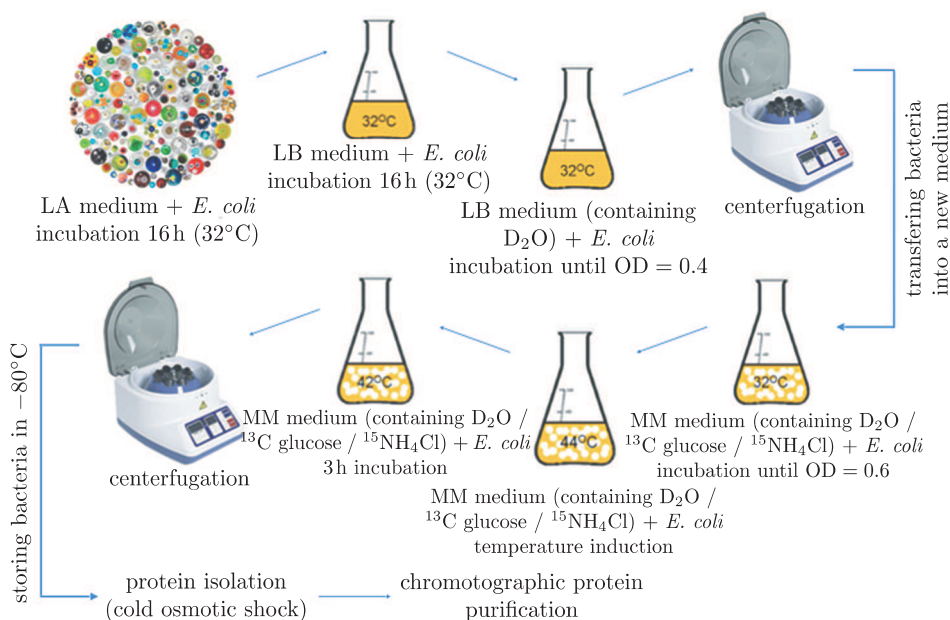 32°C
LB medium + E. coli
incubation 16 h (32°C)
LA medium + E. coli
incubation 16 h (32°C)
32°C
LB medium (containing
D₂O) + E. coli
incubation until OD = 0.4
centerfugation
transfering bacteria
into a new medium
32°C
MM medium (containing D₂O /
¹³C glucose / ¹⁵NH₄Cl) + E. coli
incubation until OD = 0.6
44°C
MM medium (containing D₂O /
¹³C glucose / ¹⁵NH₄Cl) + E. coli
temperature induction
42°C
MM medium (containing D₂O /
¹³C glucose / ¹⁵NH₄Cl) + E. coli
3 h incubation
centerfugation
storing bacteria in −80°C
protein isolation
(cold osmotic shock)
chromotographic protein
purification